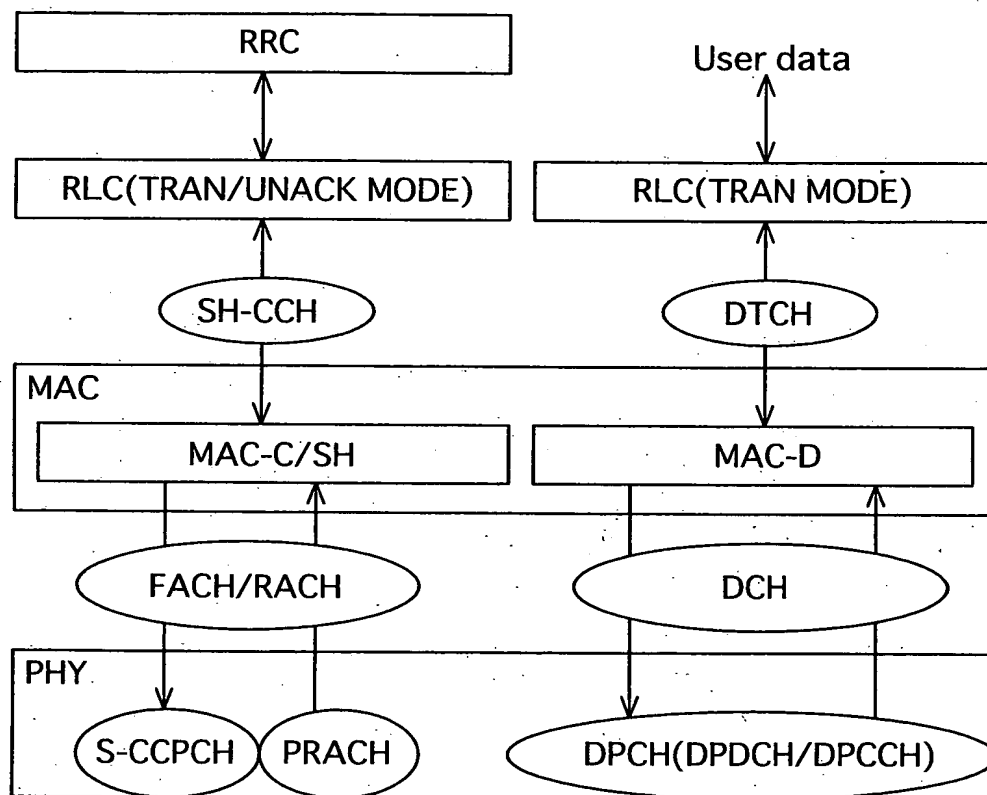 RRC
User data
RLC(TRAN/UNACK MODE)
RLC(TRAN MODE)
SH-CCH
DTCH
MAC
MAC-C/SH
MAC-D
FACH/RACH
DCH
PHY
S-CCPCH
PRACH
DPCH(DPDCH/DPCCH)